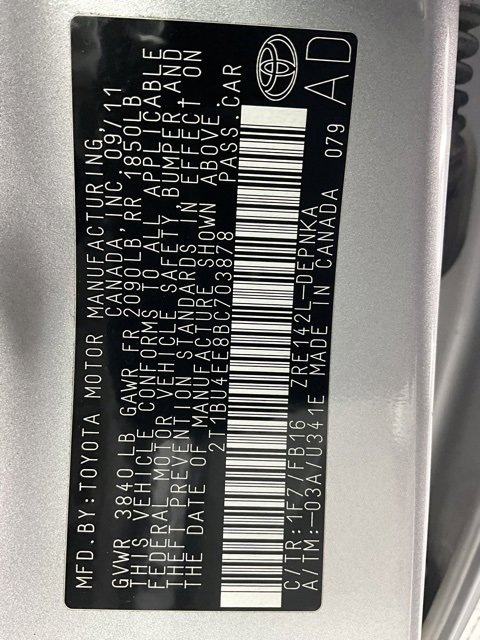 MFD. BY: TOYOTA MOTOR MANUFACTURING,
CANADA, INC. 09/11
GVWR 3840 LB GAWR FR 2090LB, RR 1850LB
THIS VEHICLE CONFORMS TO ALL APPLICABLE
FEDERAL MOTOR VEHICLE SAFETY, BUMPER, AND
THEFT PREVENTION STANDARDS IN EFFECT ON
THE DATE OF MANUFACTURE SHOWN ABOVE.
2T1BU4EE8BC703878 PASS. CAR
C/TR: 1F7/FB16 ZRE142L-DEPNKA
A/TM: -03A/U341E MADE IN CANADA 079
AD